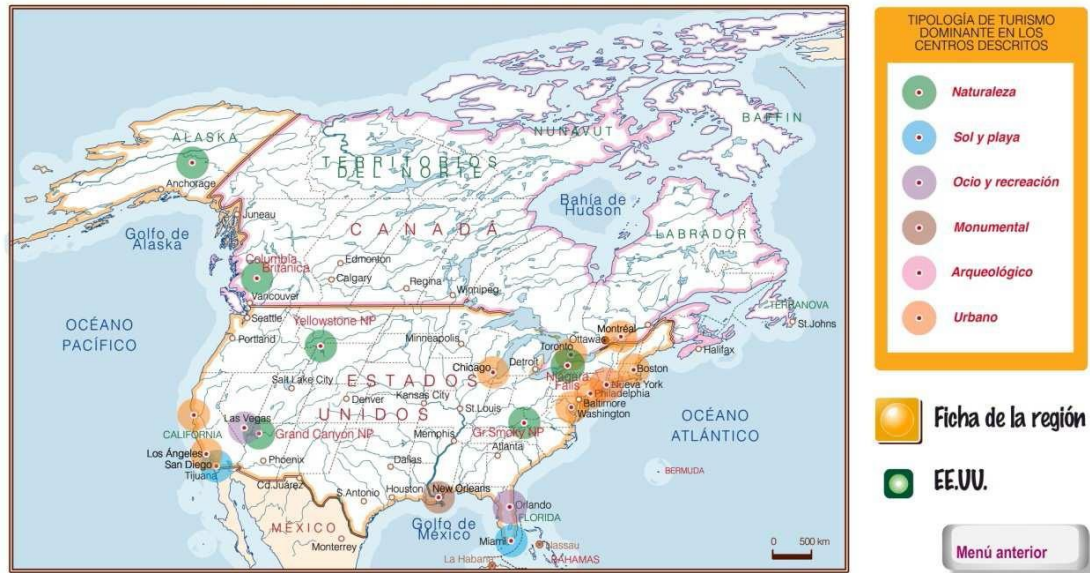 ALASKA
Anchorage
Juneau
Golfo de
Alaska
TERRITORIOS
DEL NORTE
NUNAVUT
BAFFIN
Bahía de
Hudson
CANADÁ
LABRADOR
Columbia
Británica
Edmonton
Calgary
Regina
Winnipeg
Vancouver
TERRANOVA
St.Johns
OCÉANO
PACÍFICO
Seattle
Portland
Yellowstone NP
Minneapolis
Montréal
Ottawa
Toronto
Halifax
Chicago
Detroit
Niagara
Falls
Boston
Nueva York
Philadelphia
Baltimore
Washington
Salt Lake City
ESTADOS
UNIDOS
Denver
Kansas City
St.Louis
Las Vegas
CALIFORNIA
Grand Canyon NP
Gr.Smoky NP
Memphis
Atlanta
OCÉANO
ATLÁNTICO
Los Ángeles
San Diego
Tijuana
Phoenix
Dallas
BERMUDA
Cd.Juárez
S.Antonio
Houston
New Orleans
Orlando
FLORIDA
MÉXICO
Monterrey
Golfo de
México
Miami
Nassau
La Habana
BAHAMAS
0 500 km
TIPOLOGÍA DE TURISMO
DOMINANTE EN LOS
CENTROS DESCRITOS
Naturaleza
Sol y playa
Ocio y recreación
Monumental
Arqueológico
Urbano
Ficha de la región
EE.UU.
Menú anterior